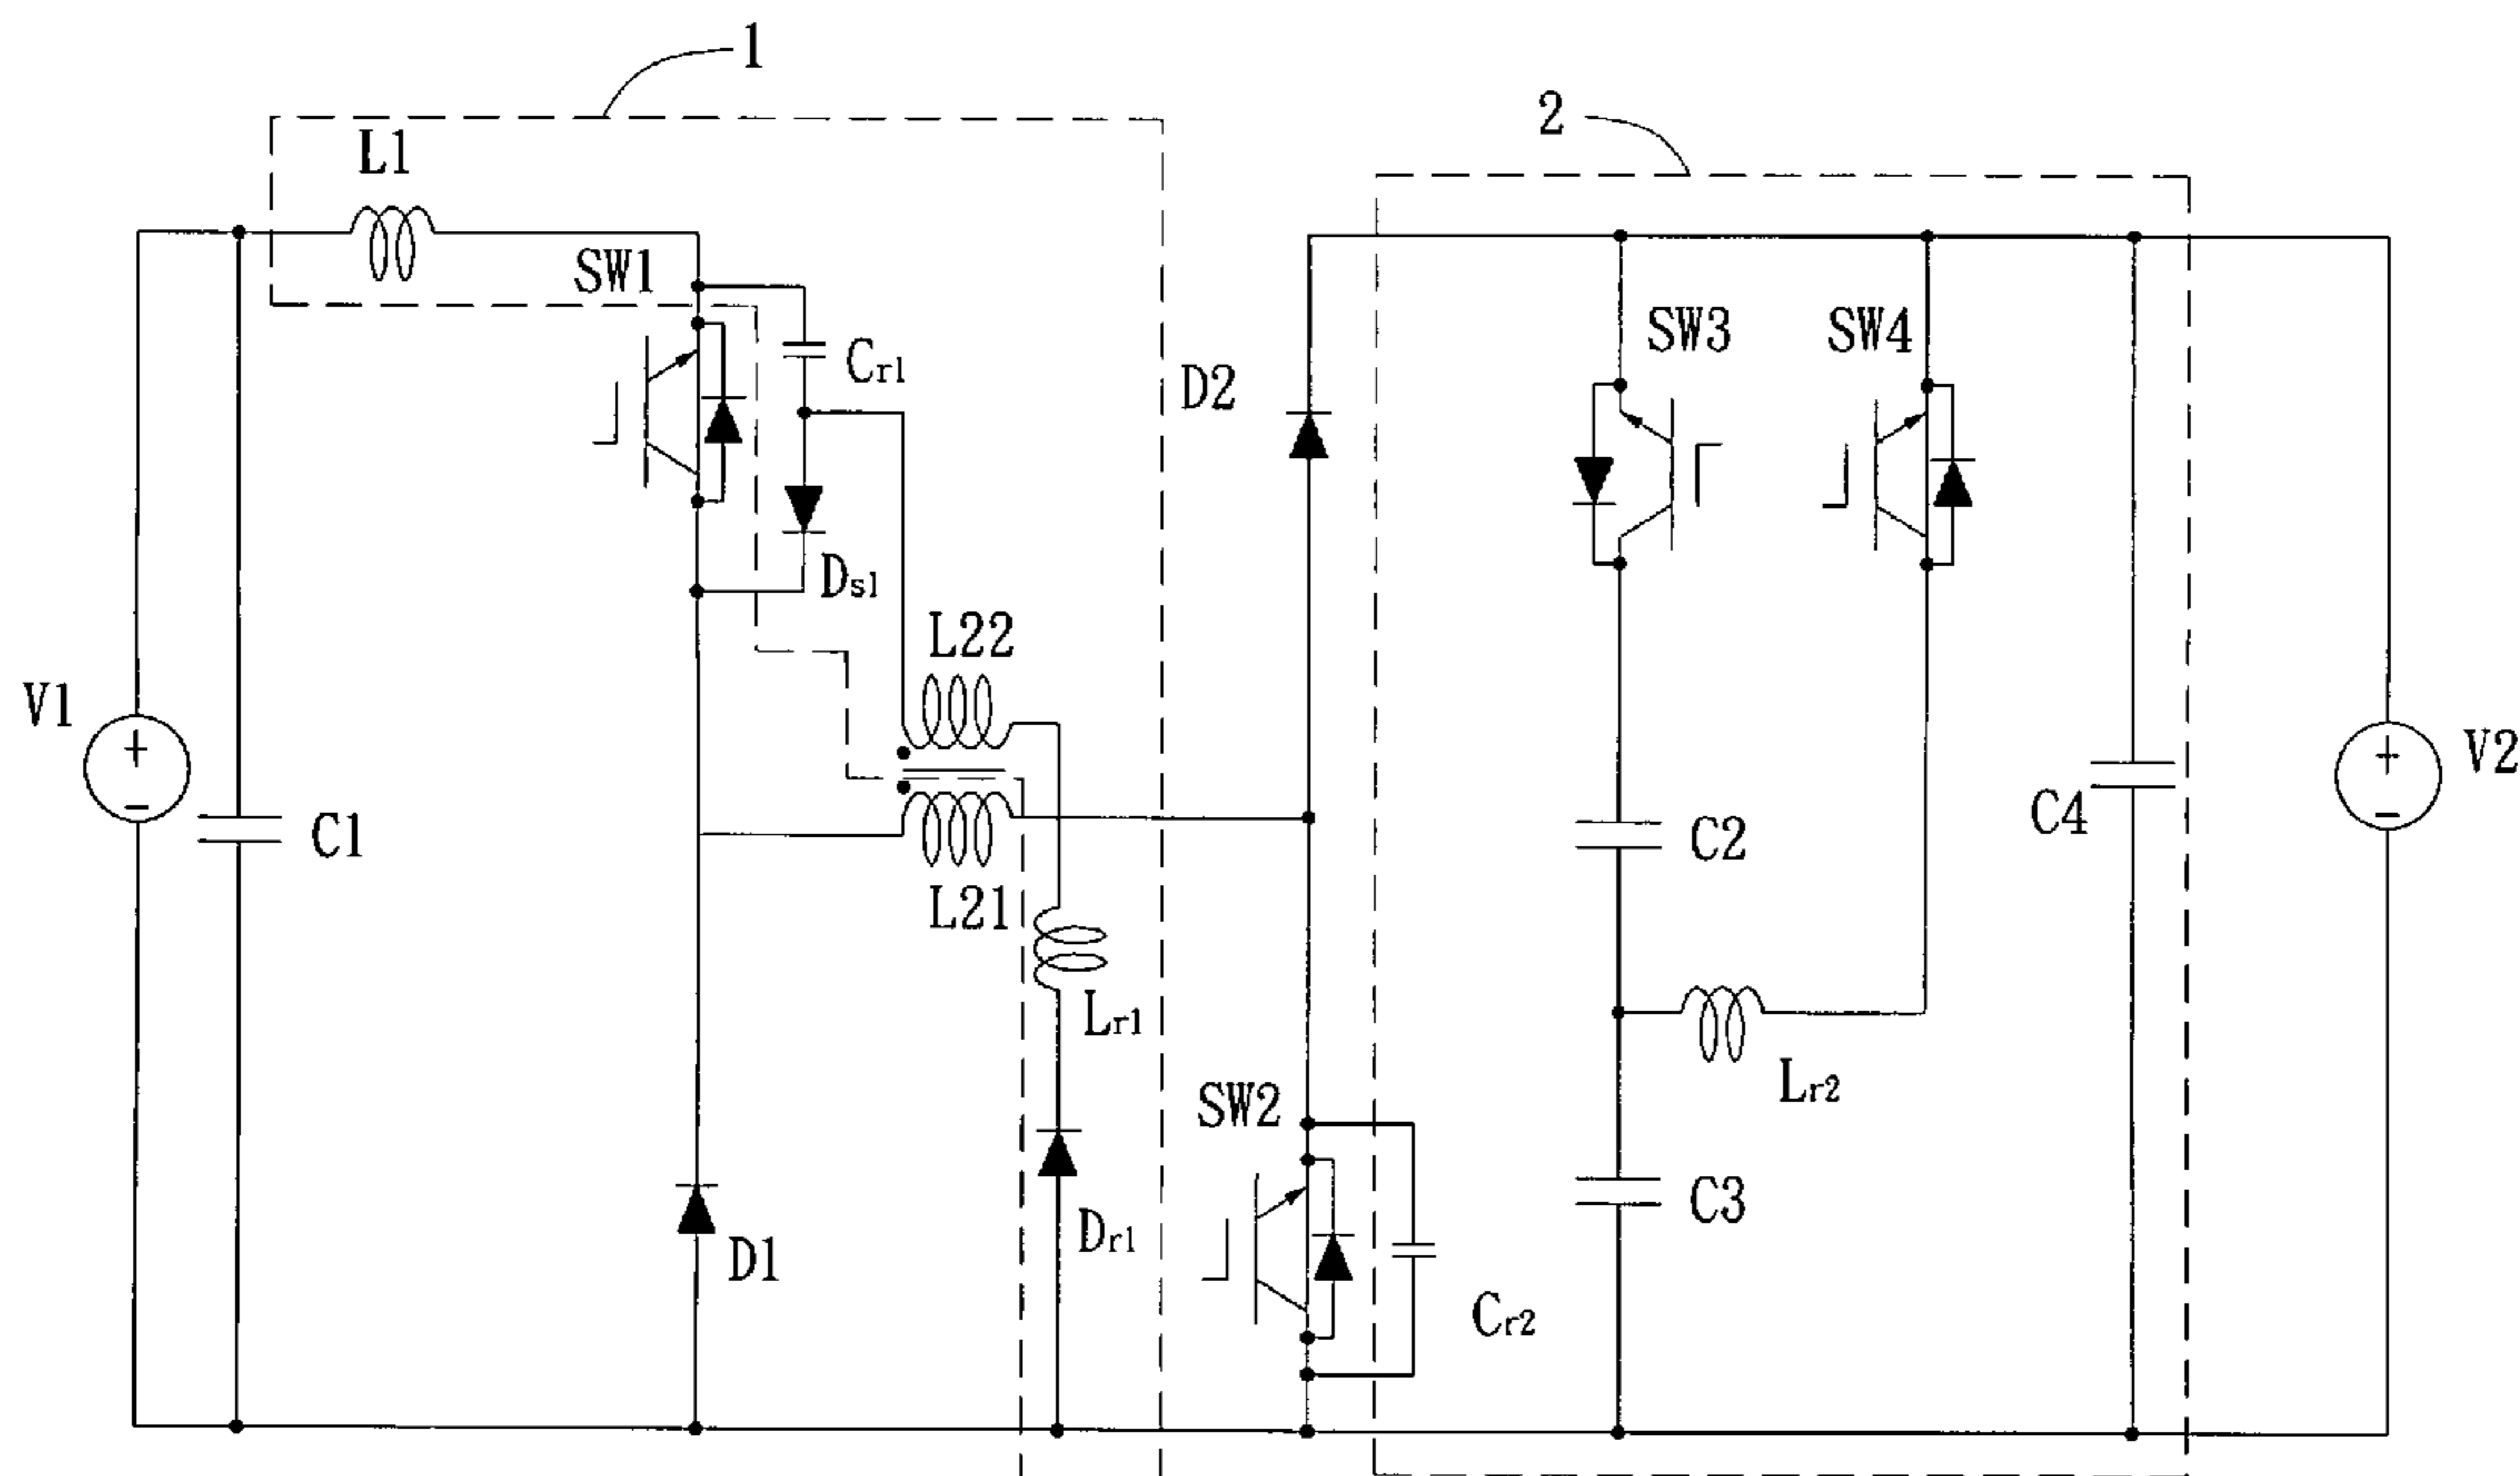 1
2
L1
SW1
Cr1
D2
SW3
SW4
Ds1
L22
V1
+
-
C1
L21
Lr1
C2
C4
V2
+
-
Lr2
SW2
C3
Dr1
D1
Cr2